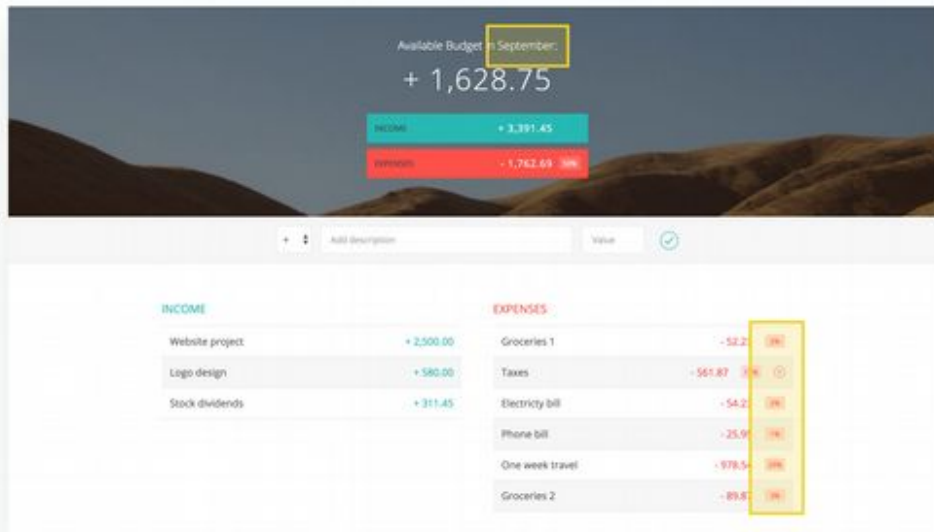 Available Budget in September:
+ 1,628.75
INCOME + 3,391.45
EXPENSES - 1,762.69
+ Add description Value
INCOME
Website project + 2,500.00
Logo design + 580.00
Stock dividends + 311.45
EXPENSES
Groceries 1
Taxes - 561.87
Electricty bill
Phone bill
One week travel
Groceries 2